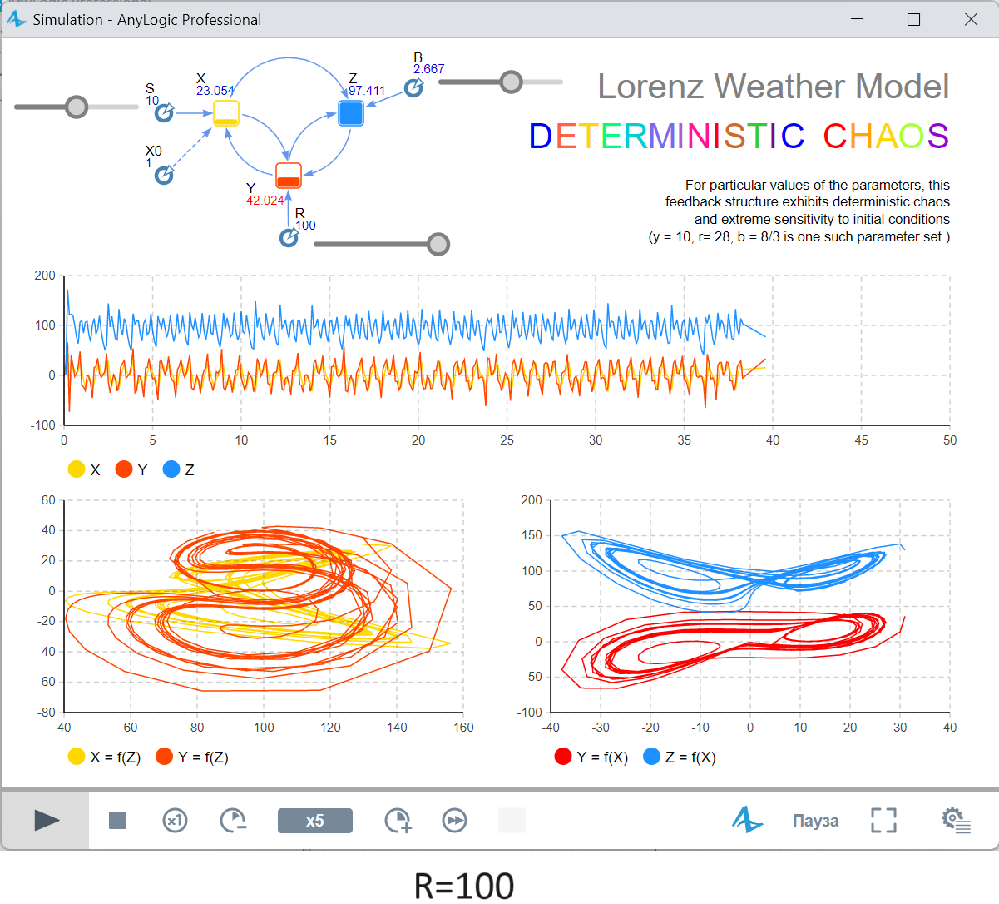 Simulation - AnyLogic Professional
B
2.667
Z
97.411
X
23.054
S
10
Lorenz Weather Model
DETERMINISTIC CHAOS
X0
1
Y
42.024
For particular values of the parameters, this
feedback structure exhibits deterministic chaos
and extreme sensitivity to initial conditions
(y = 10, r= 28, b = 8/3 is one such parameter set.)
R
100
200
100
0
-100
0 5 10 15 20 25 30 35 40 45 50
X Y Z
60
40
20
0
-20
-40
-60
-80
40 60 80 100 120 140 160
X = f(Z) Y = f(Z)
200
150
100
50
0
-50
-100
-40 -30 -20 -10 0 10 20 30 40
Y = f(X) Z = f(X)
x1
x5
Пауза
R=100